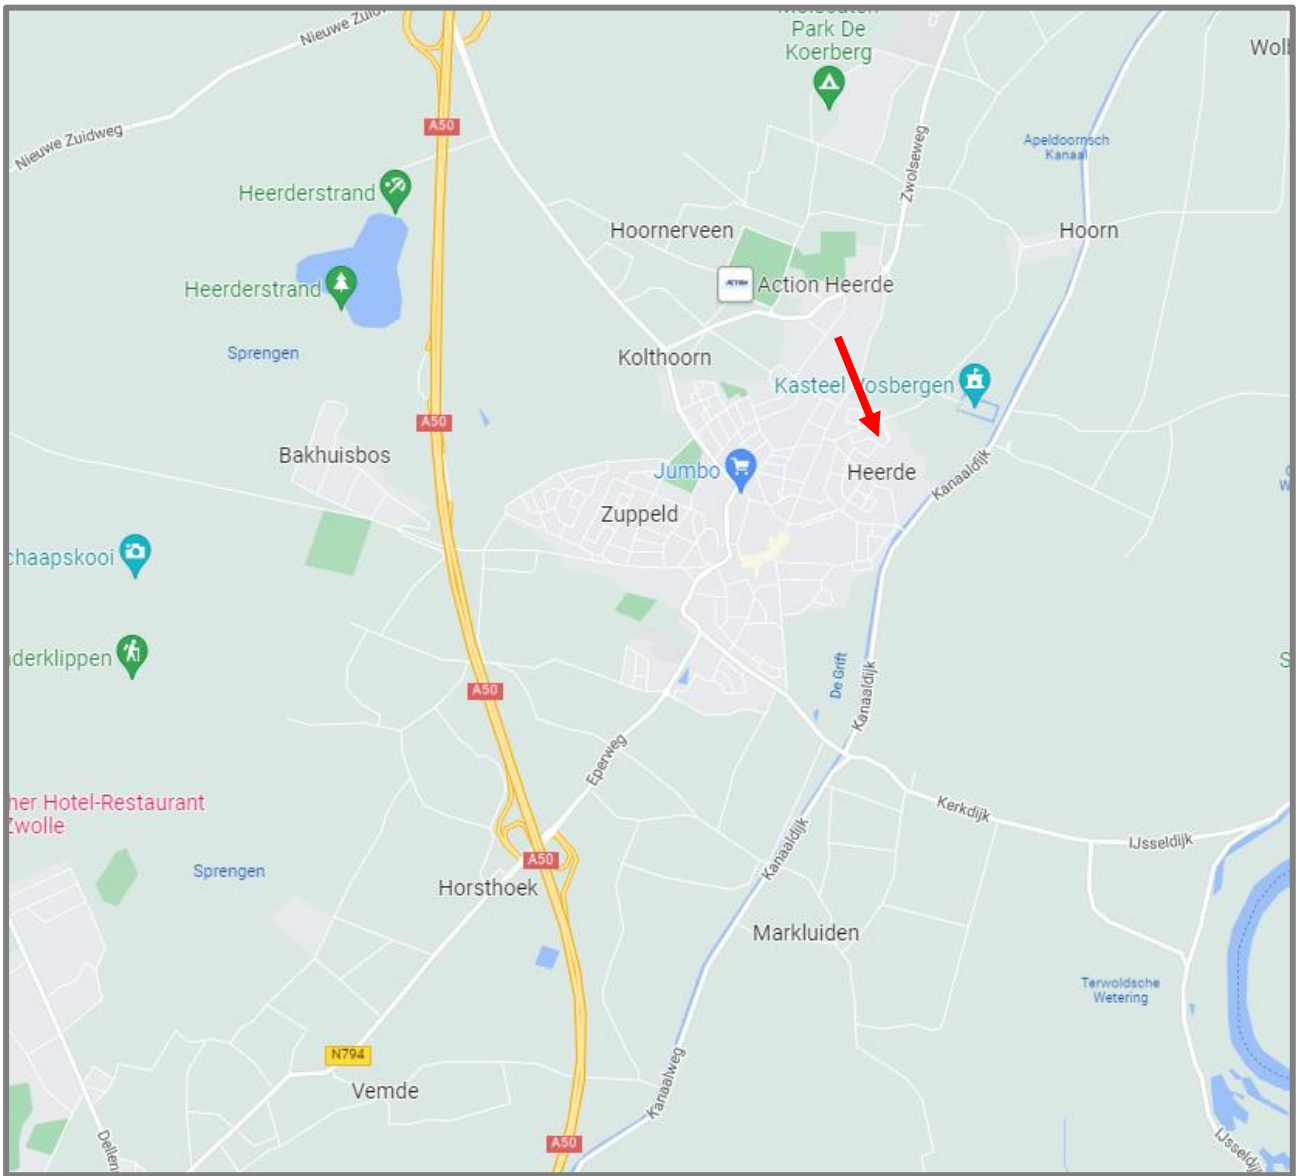 Park De
Koerberg
Nieuwe Zuidweg
A50
Apeldoornsch
Kanaal
Zwolseweg
Heerderstrand
Hoornerveen
Hoorn
Action Heerde
Heerderstrand
Sprengen
Kolthoorn
Kasteel Vosbergen
A50
Bakhuisbos
Jumbo
Heerde
Kanaaldijk
Zuppeld
chaapskooi
derklippen
De Grift
Kanaaldijk
A50
Eperweg
her Hotel-Restaurant
Zwolle
Kerkdijk
IJsseldijk
Kanaaldijk
A50
Sprengen
Horsthoek
Markluiden
Terwoldsche
Wetering
N794
Vemde
Kanaalweg
Dellen
A50
IJsseldijk